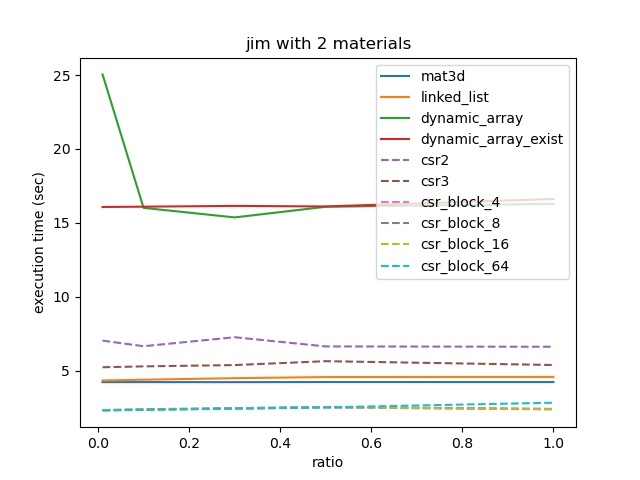 jim with 2 materials
execution time (sec)
25
20
15
10
5
mat3d
linked_list
dynamic_array
dynamic_array_exist
csr2
csr3
csr_block_4
csr_block_8
csr_block_16
csr_block_64
0.0 0.2 0.4 0.6 0.8 1.0
ratio